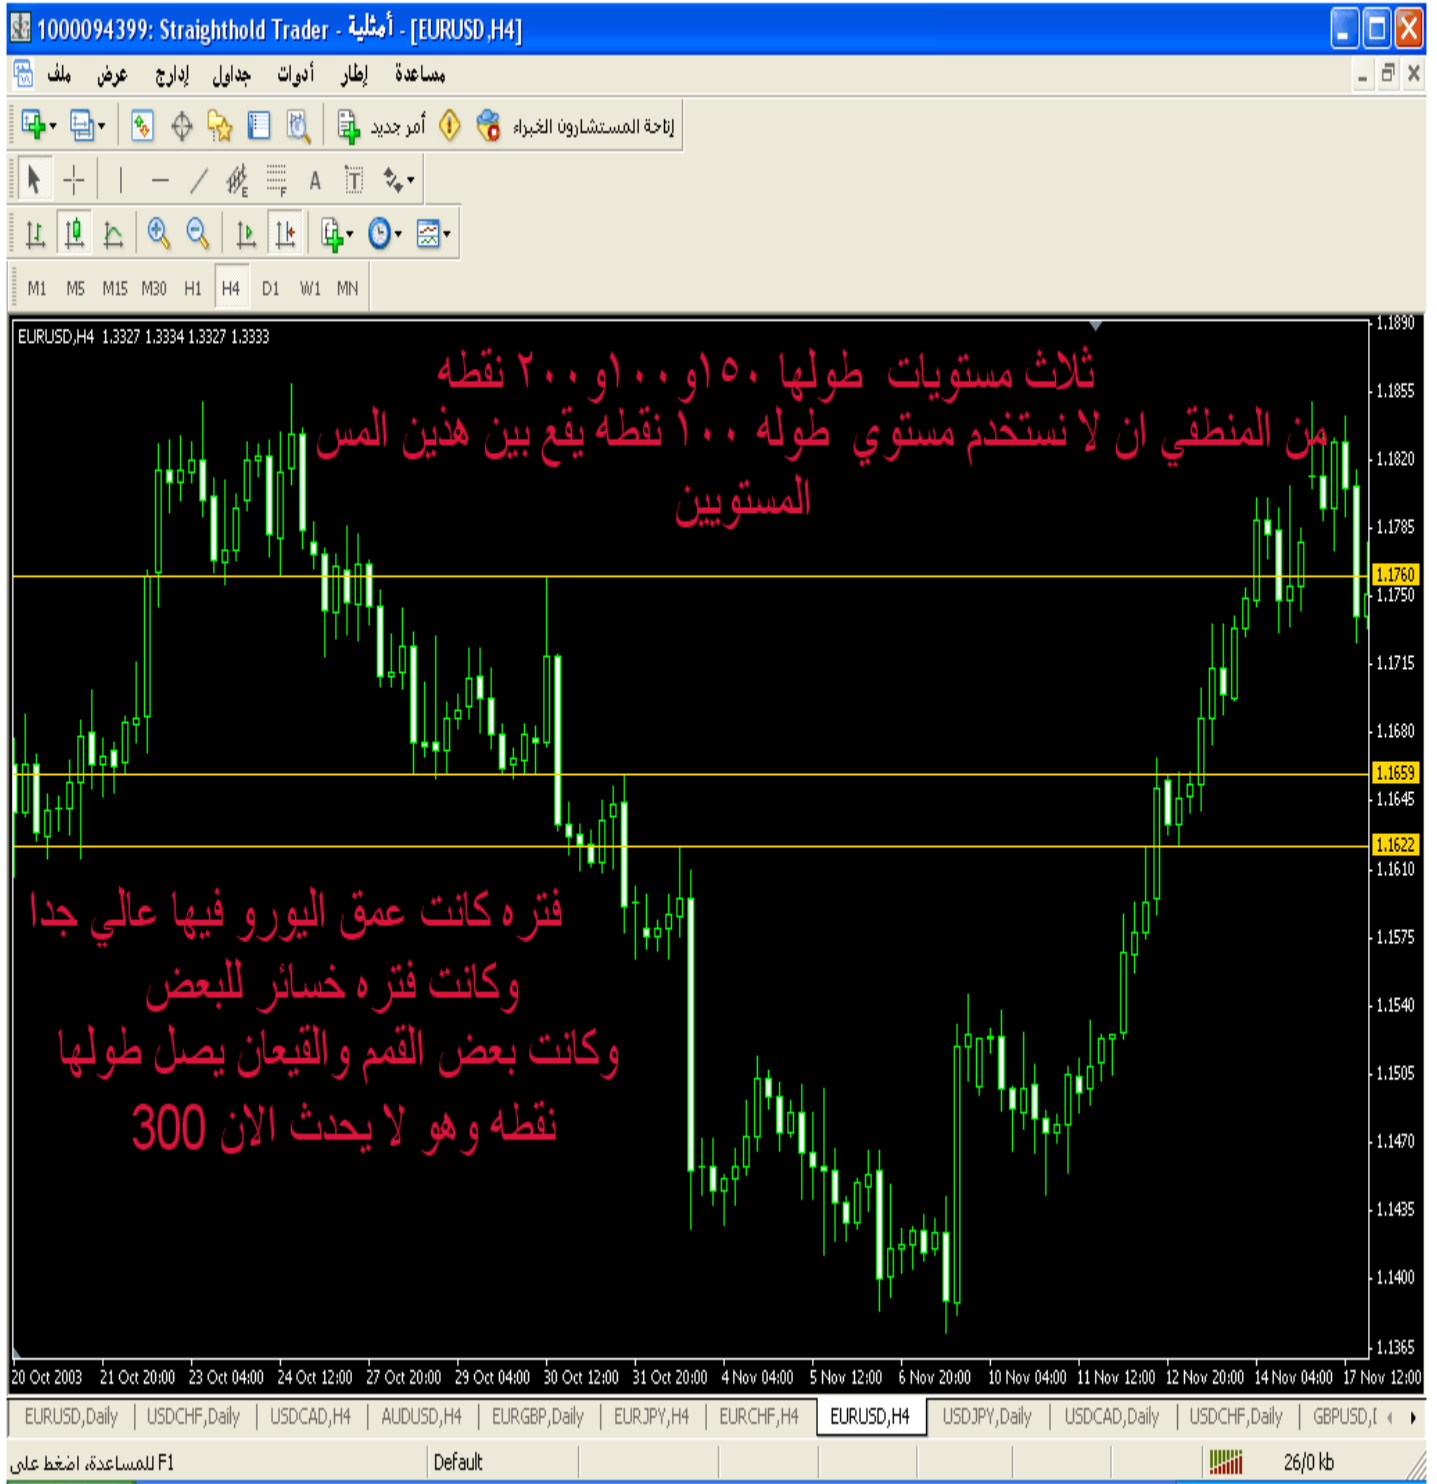 1000094399: Straighthold Trader - أمثلية - [EURUSD,H4]
ملف عرض إدارج جداول أدوات إطار مساعدة
أمر جديد إتاحة المستشارون الخبراء
E F A T
M1 M5 M15 M30 H1 H4 D1 W1 MN
EURUSD,H4 1.3327 1.3334 1.3327 1.3333
ثلاث مستويات طولها ١٥٠و١٠٠و٢٠٠ نقطه
من المنطقي ان لا نستخدم مستوي طوله ١٠٠ نقطه يقع بين هذين المس
المستويين
فتره كانت عمق اليورو فيها عالي جدا
وكانت فتره خسائر للبعض
وكانت بعض القمم والقيعان يصل طولها
نقطه وهو لا يحدث الان 300
1.1890
1.1855
1.1820
1.1785
1.1760
1.1750
1.1715
1.1680
1.1659
1.1645
1.1622
1.1610
1.1575
1.1540
1.1505
1.1470
1.1435
1.1400
1.1365
20 Oct 2003 21 Oct 20:00 23 Oct 04:00 24 Oct 12:00 27 Oct 20:00 29 Oct 04:00 30 Oct 12:00 31 Oct 20:00 4 Nov 04:00 5 Nov 12:00 6 Nov 20:00 10 Nov 04:00 11 Nov 12:00 12 Nov 20:00 14 Nov 04:00 17 Nov 12:00
EURUSD,Daily USDCHF,Daily USDCAD,H4 AUDUSD,H4 EURGBP,Daily EURJPY,H4 EURCHF,H4 EURUSD,H4 USDJPY,Daily USDCAD,Daily USDCHF,Daily GBPUSD,
للمساعدة، اضغط على F1 Default 26/0 kb